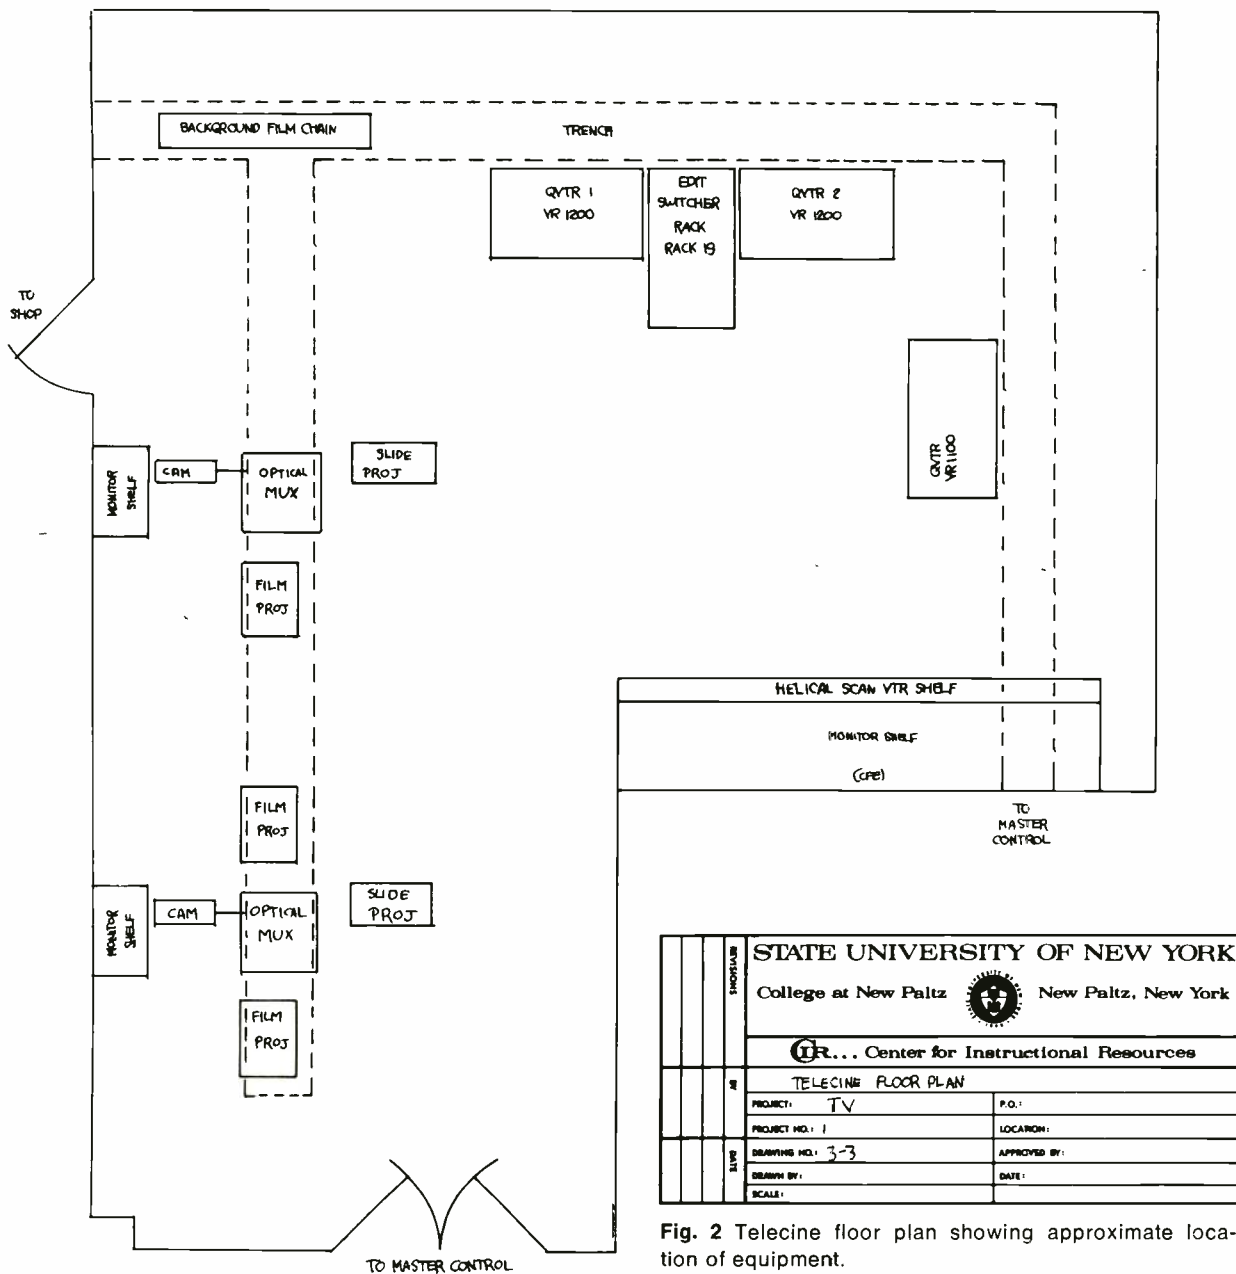 BACKGROUND FILM CHAIN
TRENCH
QVTR 1
VR 1200
EDIT
SWITCHER
RACK
RACK 19
QVTR 2
VR 1200
TO
SHOP
QVTR
VR1100
MONITOR
SHELF
CAM
OPTICAL
MUX
SLIDE
PROJ
FILM
PROJ
HELICAL SCAN VTR SHELF
MONITOR SHELF
TO
MASTER
CONTROL
FILM
PROJ
MONITOR
SHELF
CAM
OPTICAL
MUX
SLIDE
PROJ
FILM
PROJ
TO MASTER CONTROL
REVISIONS
BY
DATE
STATE UNIVERSITY OF NEW YORK
College at New Paltz New Paltz, New York
CIR... Center for Instructional Resources
TELECINE FLOOR PLAN
PROJECT: TV P.O.:
PROJECT NO.: 1 LOCATION:
DRAWING NO.: 3-3 APPROVED BY:
DRAWN BY: DATE:
SCALE:
Fig. 2 Telecine floor plan showing approximate loca-
tion of equipment.